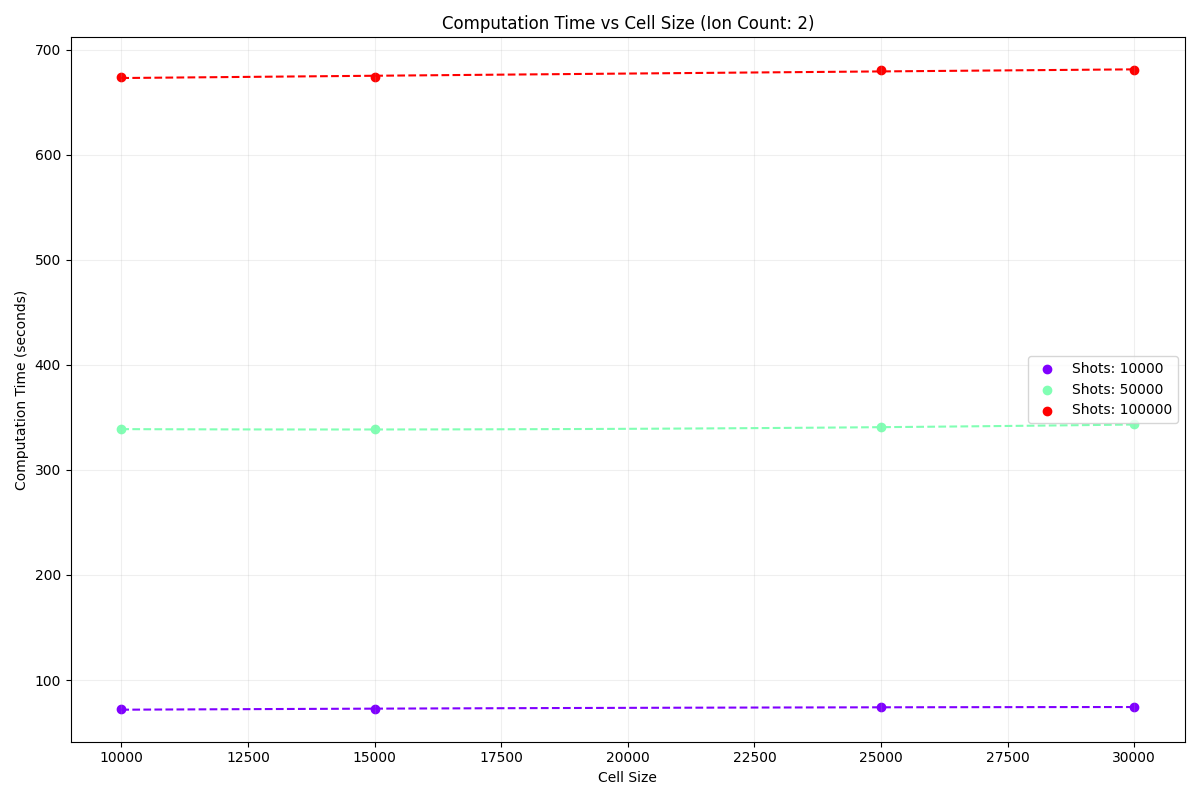 Computation Time vs Cell Size (Ion Count: 2)
Computation Time (seconds)
700
600
500
400
300
200
100
Shots: 10000
Shots: 50000
Shots: 100000
10000 12500 15000 17500 20000 22500 25000 27500 30000
Cell Size